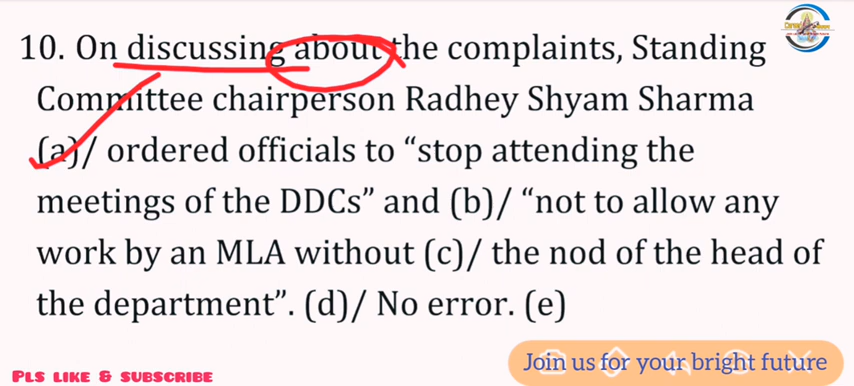 10. On discussing about the complaints, Standing
Committee chairperson Radhey Shyam Sharma
(a)/ ordered officials to “stop attending the
meetings of the DDCs” and (b)/ “not to allow any
work by an MLA without (c)/ the nod of the head of
the department”. (d)/ No error. (e)
Join us for your bright future
PLS LIKE & SUBSCRIBE